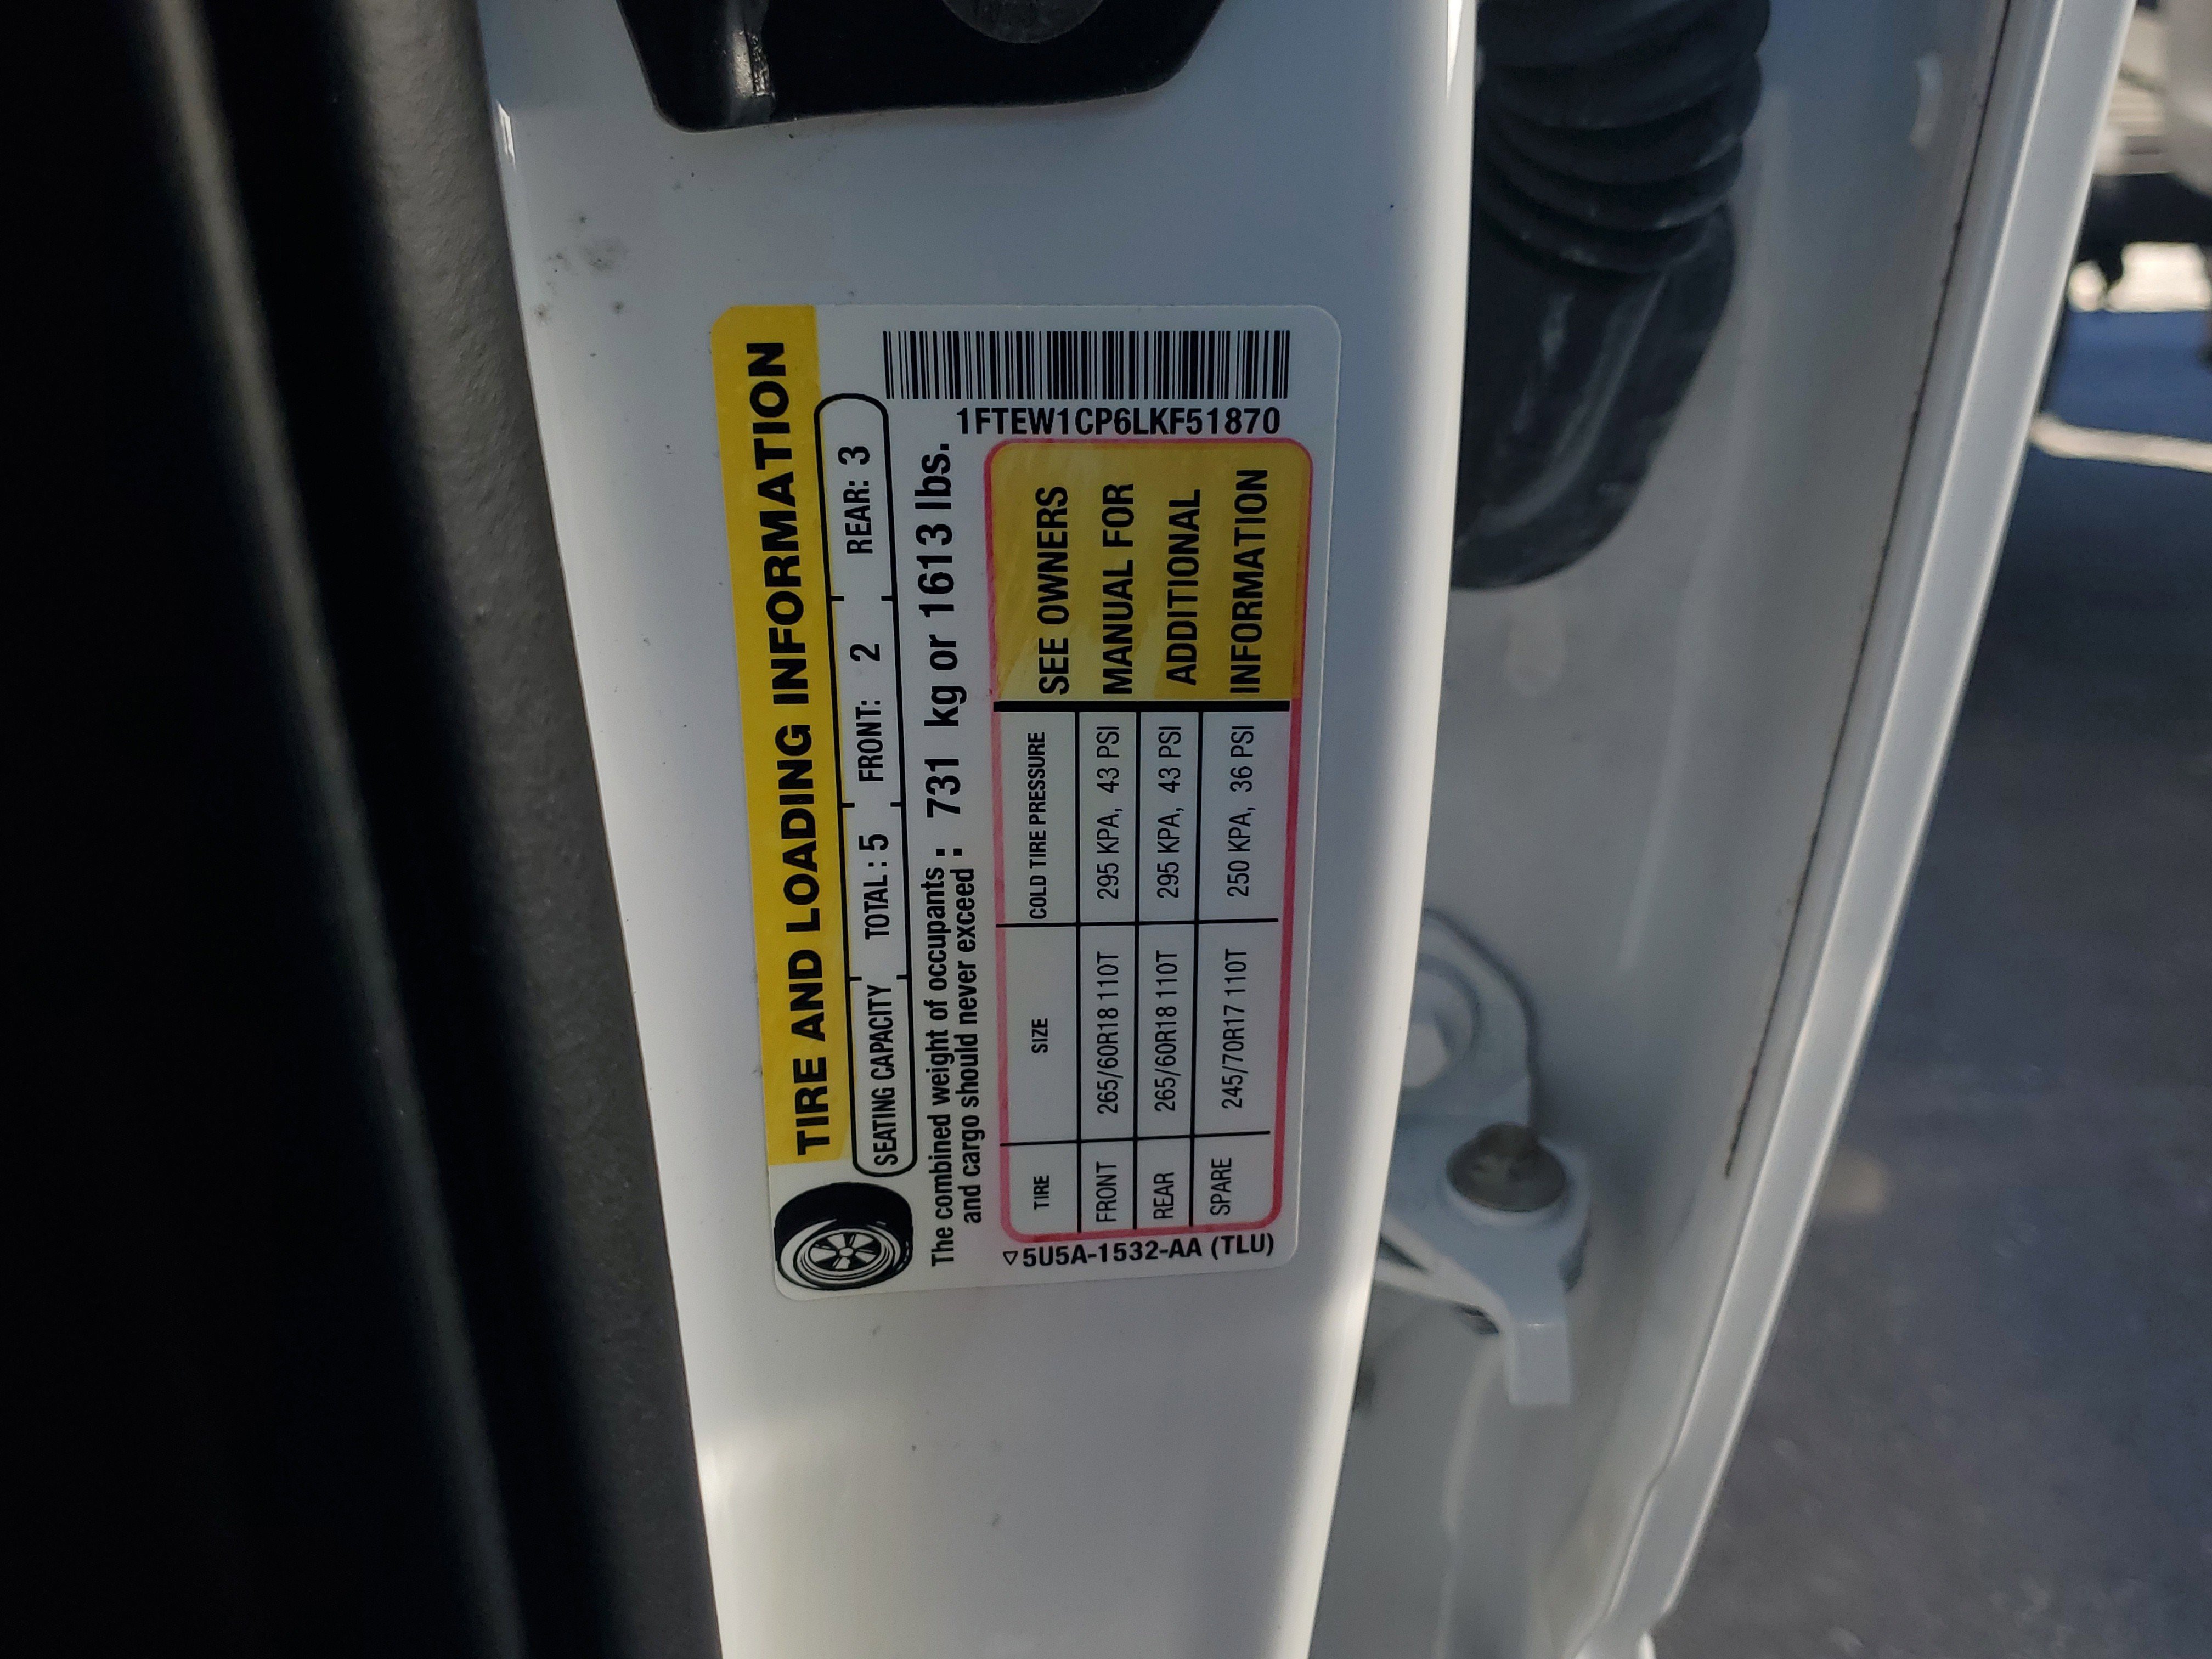 TIRE AND LOADING INFORMATION
SEATING CAPACITY TOTAL : 5 FRONT: 2 REAR: 3
The combined weight of occupants : 731 kg or 1613 lbs.
and cargo should never exceed :
TIRE SIZE COLD TIRE PRESSURE
FRONT 265/60R18 110T 295 KPA, 43 PSI
REAR 265/60R18 110T 295 KPA, 43 PSI
SPARE 245/70R17 110T 250 KPA, 36 PSI
SEE OWNERS
MANUAL FOR
ADDITIONAL
INFORMATION
▽5U5A-1532-AA (TLU)
1FTEW1CP6LKF51870